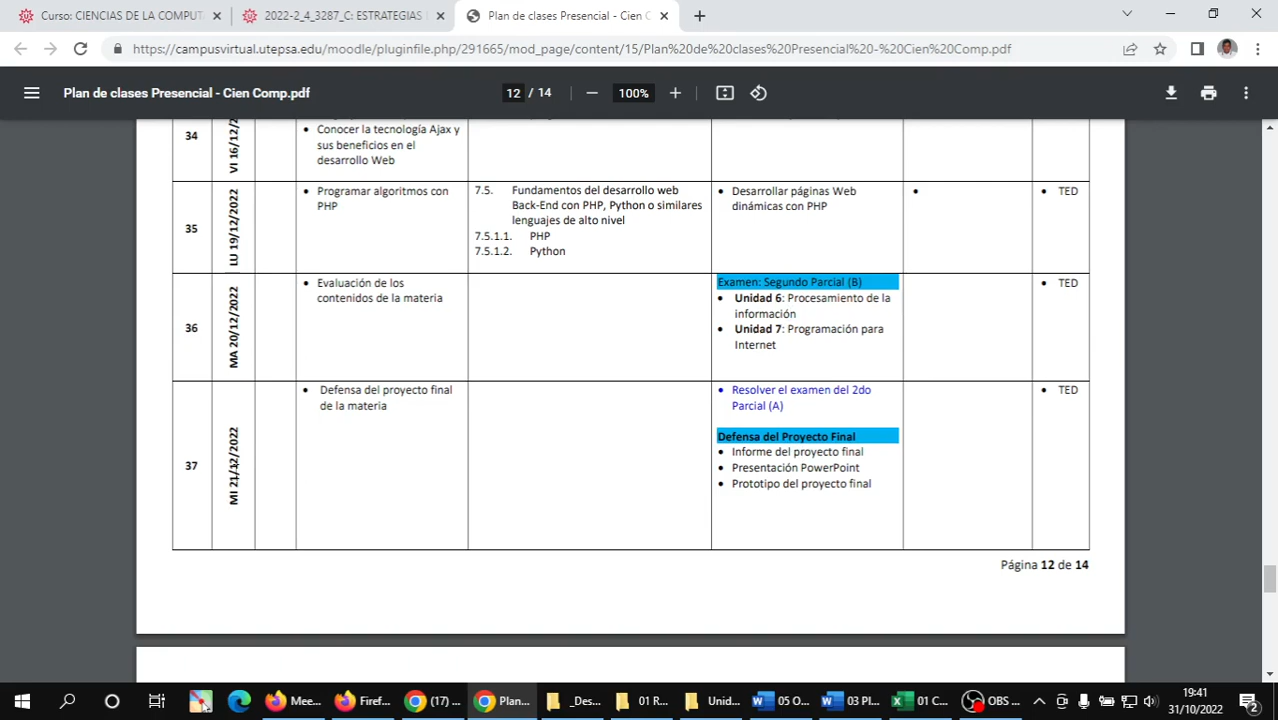 Curso: CIENCIAS DE LA COMPUT
2022-2_4_3287_C: ESTRATEGIAS
Plan de clases Presencial - Cien C
https://campusvirtual.utepsa.edu/moodle/pluginfile.php/291665/mod_page/content/15/Plan%20de%20clases%20Presencial%20-%20Cien%20Comp.pdf
Plan de clases Presencial - Cien Comp.pdf
12 / 14
100%
34
VI 16/12/2
• Conocer la tecnología Ajax y
sus beneficios en el
desarrollo Web
35
LU 19/12/2022
• Programar algoritmos con
PHP
7.5. Fundamentos del desarrollo web
Back-End con PHP, Python o similares
lenguajes de alto nivel
7.5.1.1. PHP
7.5.1.2. Python
• Desarrollar páginas Web
dinámicas con PHP
•
• TED
36
MA 20/12/2022
• Evaluación de los
contenidos de la materia
Examen: Segundo Parcial (B)
• Unidad 6: Procesamiento de la
información
• Unidad 7: Programación para
Internet
• TED
37
MI 21/12/2022
• Defensa del proyecto final
de la materia
• Resolver el examen del 2do
Parcial (A)
Defensa del Proyecto Final
• Informe del proyecto final
• Presentación PowerPoint
• Prototipo del proyecto final
• TED
Página 12 de 14
Mee...
Firef...
(17) ...
Plan...
_Des...
01 R...
Unid...
05 O...
03 Pl...
01 C...
OBS ...
19:41
31/10/2022
2